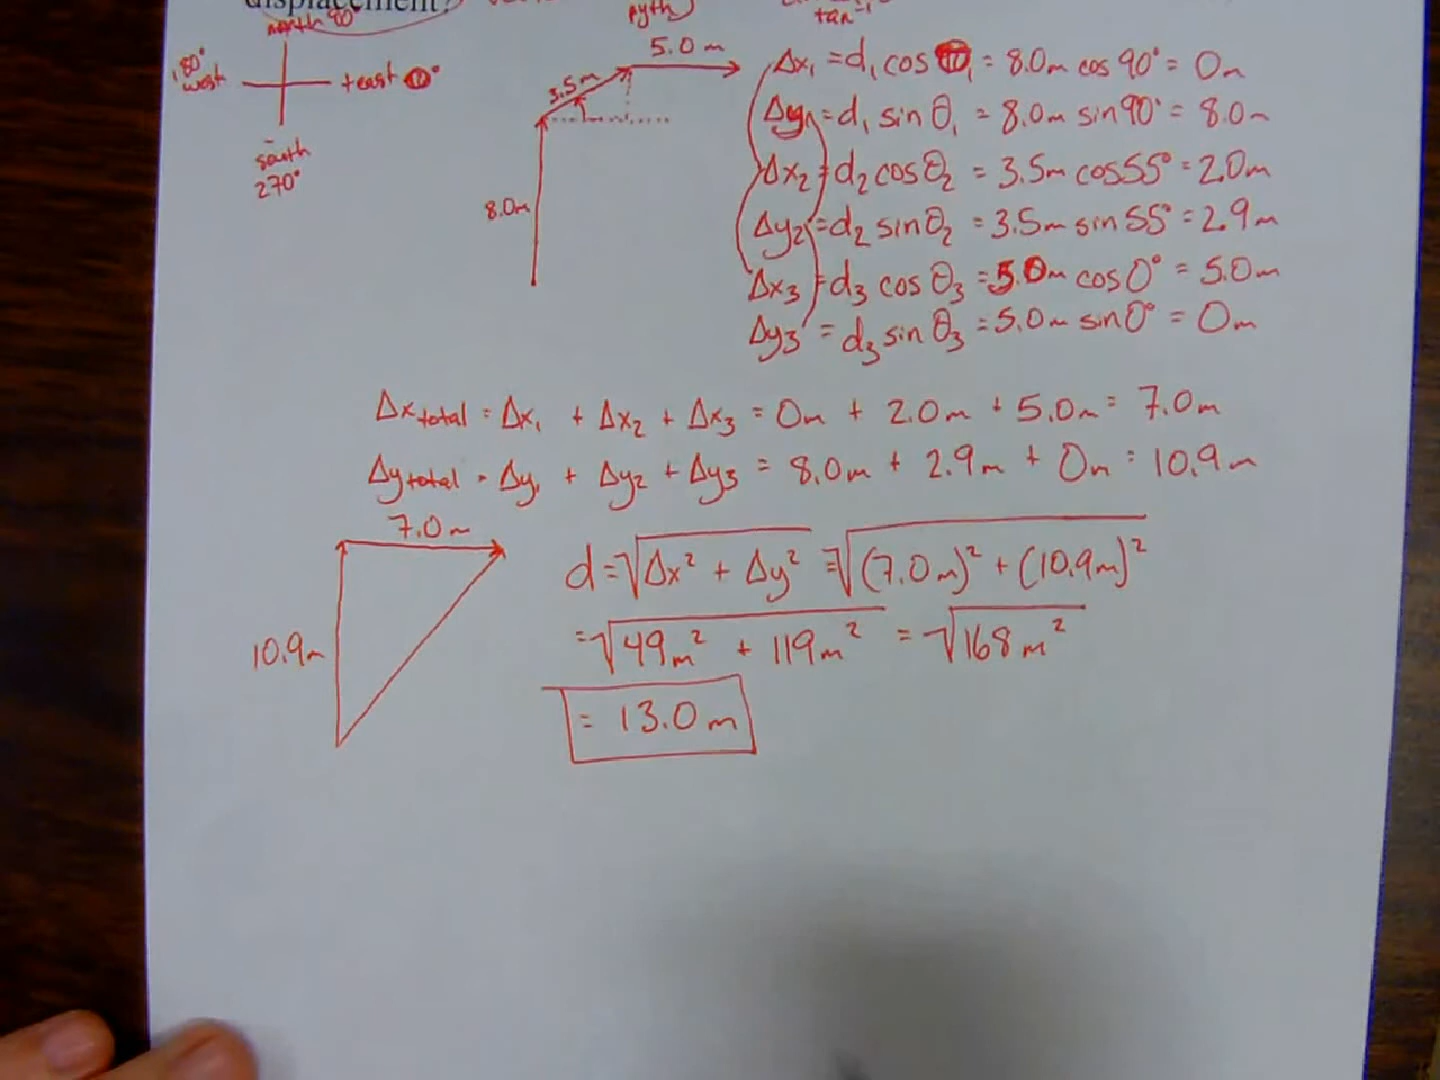 displacement?
north 90°
pyth
tan⁻¹
180°
west
+east 0°
-
south
270°
5.0 m
3.5m
8.0m
Δx₁ = d₁ cos θ₁ = 8.0m cos 90° = 0m
Δy₁ = d₁ sin θ₁ = 8.0m sin 90° = 8.0m
Δx₂ = d₂ cos θ₂ = 3.5m cos 55° = 2.0m
Δy₂ = d₂ sin θ₂ = 3.5m sin 55° = 2.9m
Δx₃ = d₃ cos θ₃ = 5.0m cos 0° = 5.0m
Δy₃ = d₃ sin θ₃ = 5.0m sin 0° = 0m
Δx total = Δx₁ + Δx₂ + Δx₃ = 0m + 2.0m + 5.0m = 7.0m
Δy total = Δy₁ + Δy₂ + Δy₃ = 8.0m + 2.9m + 0m = 10.9m
7.0m
10.9m
d = √(Δx² + Δy²) = √((7.0m)² + (10.9m)²)
= √(49m² + 119m²) = √(168m²)
= 13.0m